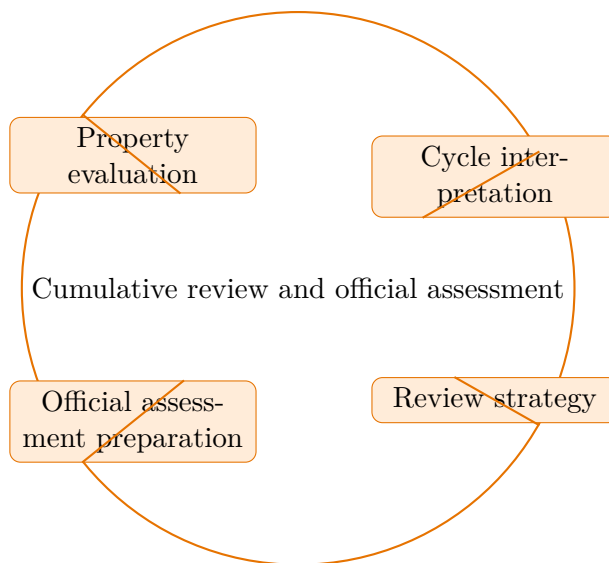 Property
evaluation
Cycle inter-
pretation
Cumulative review and official assessment
Official assess-
ment preparation
Review strategy